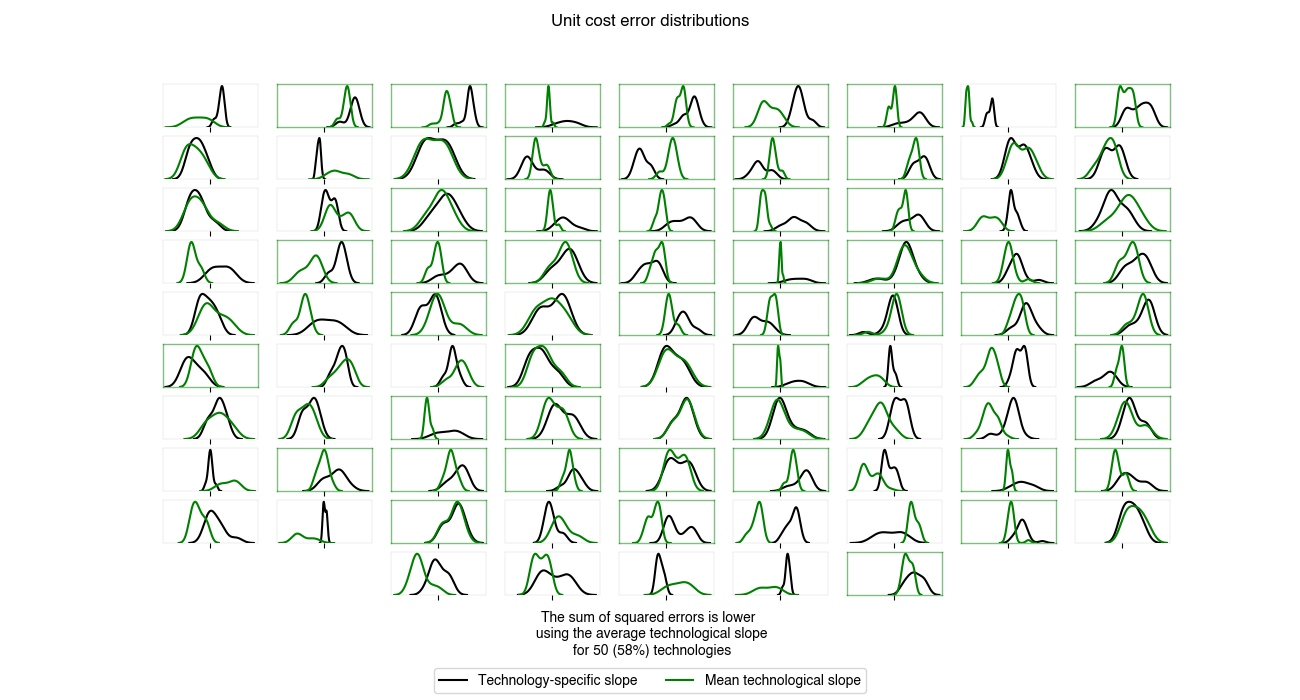 Unit cost error distributions
The sum of squared errors is lower
using the average technological slope
for 50 (58%) technologies
Technology-specific slope
Mean technological slope